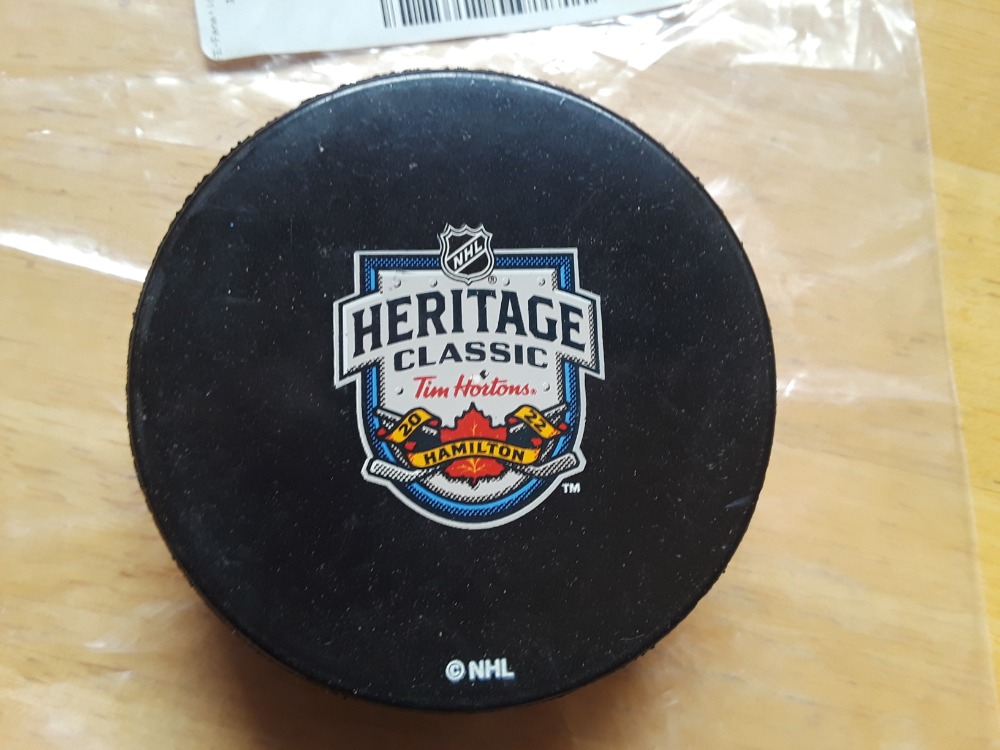 NHL
®
HERITAGE
CLASSIC
Tim Hortons®
20 22
HAMILTON
TM
© NHL